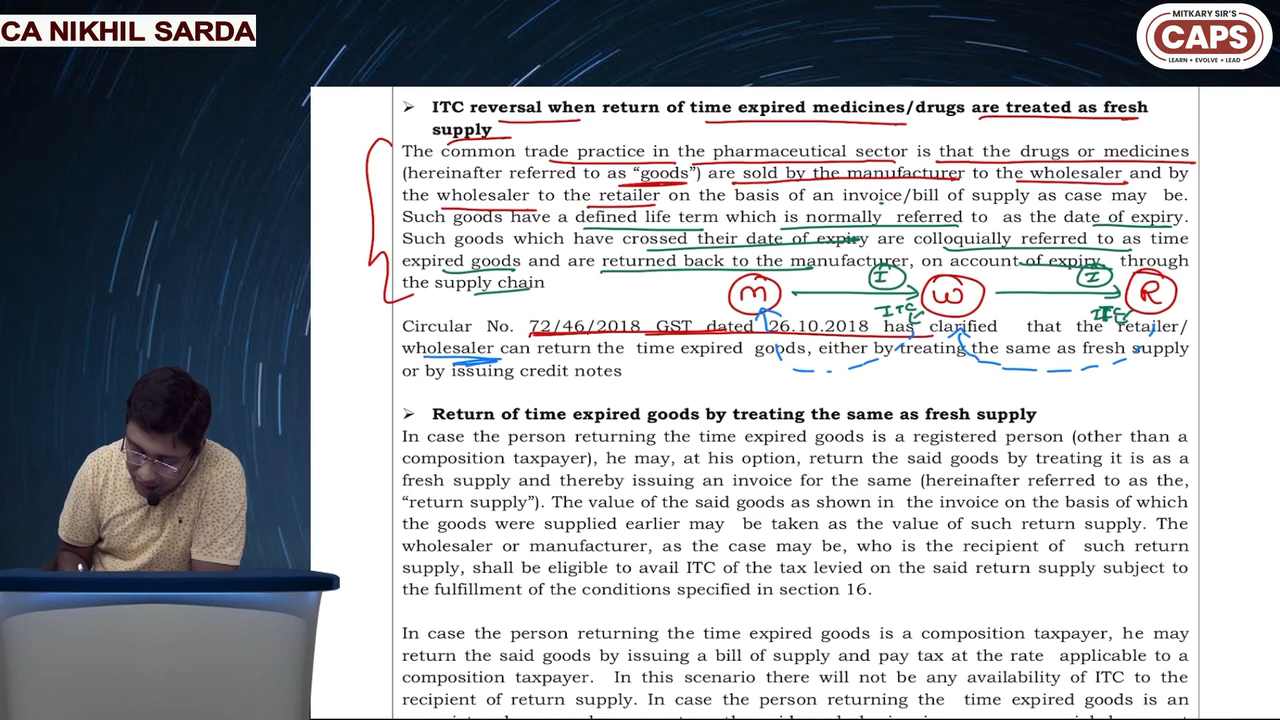 CA NIKHIL SARDA
MITKARY SIR'S
CAPS
LEARN • EVOLVE • LEAD
➢ ITC reversal when return of time expired medicines/drugs are treated as fresh
supply
The common trade practice in the pharmaceutical sector is that the drugs or medicines
(hereinafter referred to as “goods”) are sold by the manufacturer to the wholesaler and by
the wholesaler to the retailer on the basis of an invoice/bill of supply as case may be.
Such goods have a defined life term which is normally referred to as the date of expiry.
Such goods which have crossed their date of expiry are colloquially referred to as time
expired goods and are returned back to the manufacturer, on account of expiry, through
the supply chain
M I W I R
ITC ITC
Circular No. 72/46/2018 GST dated 26.10.2018 has clarified that the retailer/
wholesaler can return the time expired goods, either by treating the same as fresh supply
or by issuing credit notes
➢ Return of time expired goods by treating the same as fresh supply
In case the person returning the time expired goods is a registered person (other than a
composition taxpayer), he may, at his option, return the said goods by treating it is as a
fresh supply and thereby issuing an invoice for the same (hereinafter referred to as the,
“return supply”). The value of the said goods as shown in the invoice on the basis of which
the goods were supplied earlier may be taken as the value of such return supply. The
wholesaler or manufacturer, as the case may be, who is the recipient of such return
supply, shall be eligible to avail ITC of the tax levied on the said return supply subject to
the fulfillment of the conditions specified in section 16.
In case the person returning the time expired goods is a composition taxpayer, he may
return the said goods by issuing a bill of supply and pay tax at the rate applicable to a
composition taxpayer. In this scenario there will not be any availability of ITC to the
recipient of return supply. In case the person returning the time expired goods is an